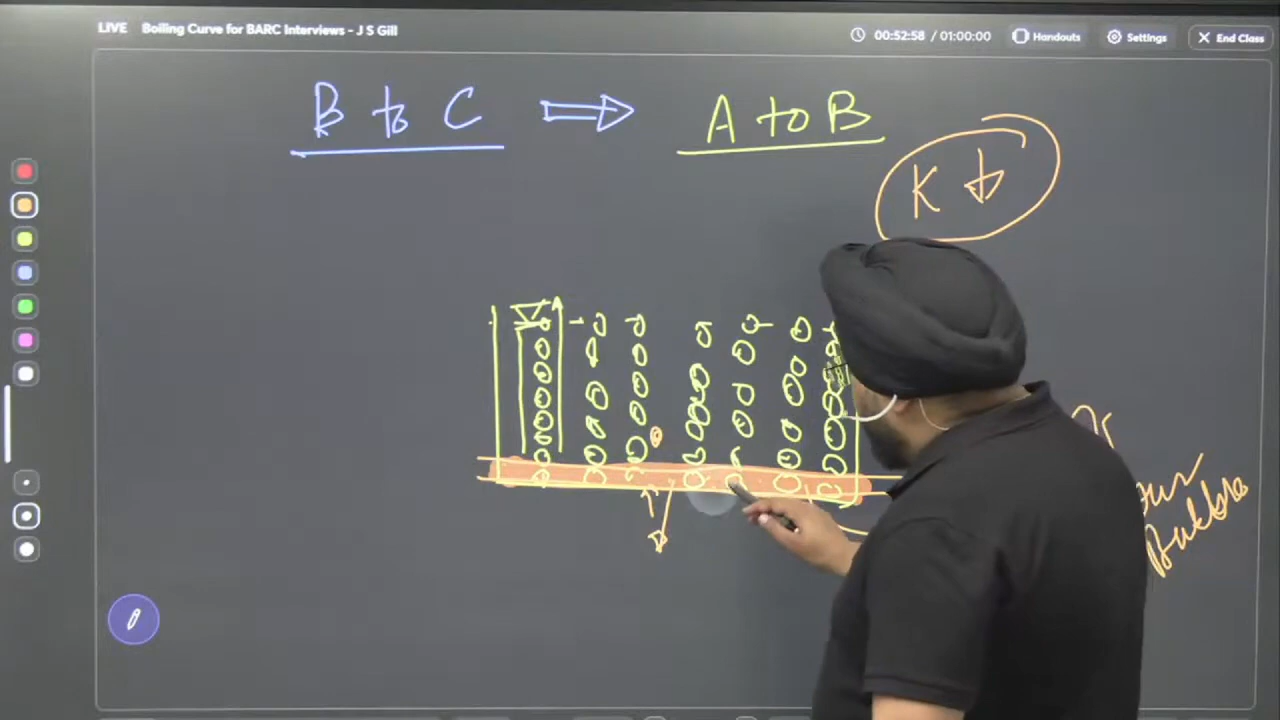 LIVE Boiling Curve for BARC Interviews - J S Gill
00:52:58 / 01:00:00
Handouts
Settings
End Class
B to C ⇒ A to B
K ↓
Bubble